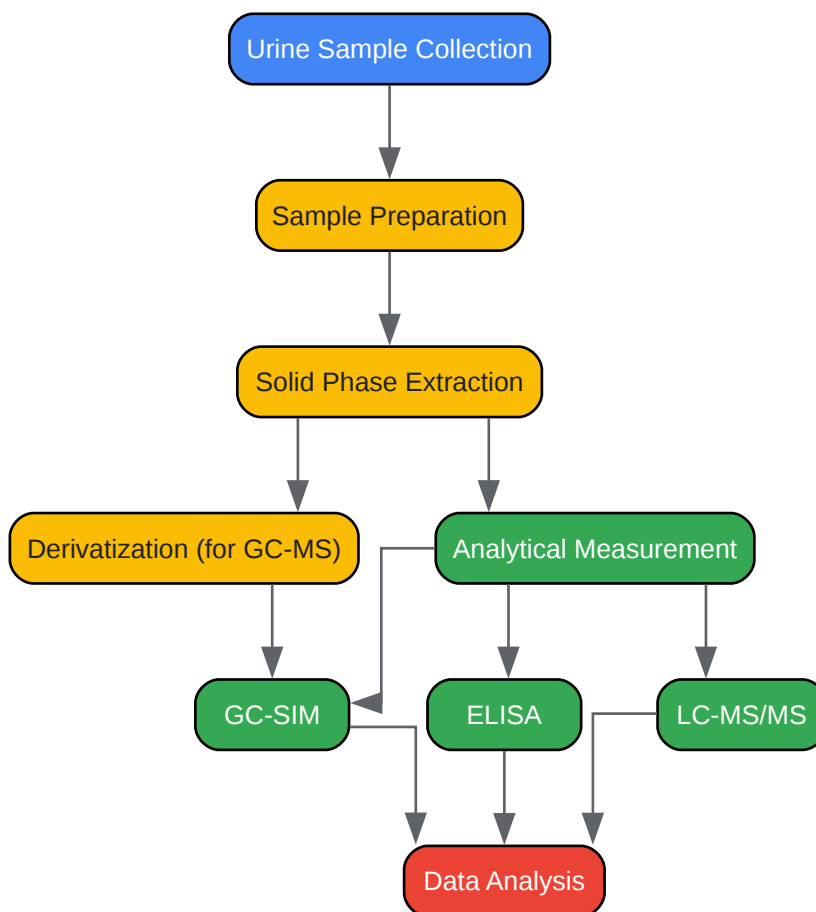 Urine Sample Collection
Sample Preparation
Solid Phase Extraction
Derivatization (for GC-MS)
Analytical Measurement
GC-SIM
ELISA
LC-MS/MS
Data Analysis